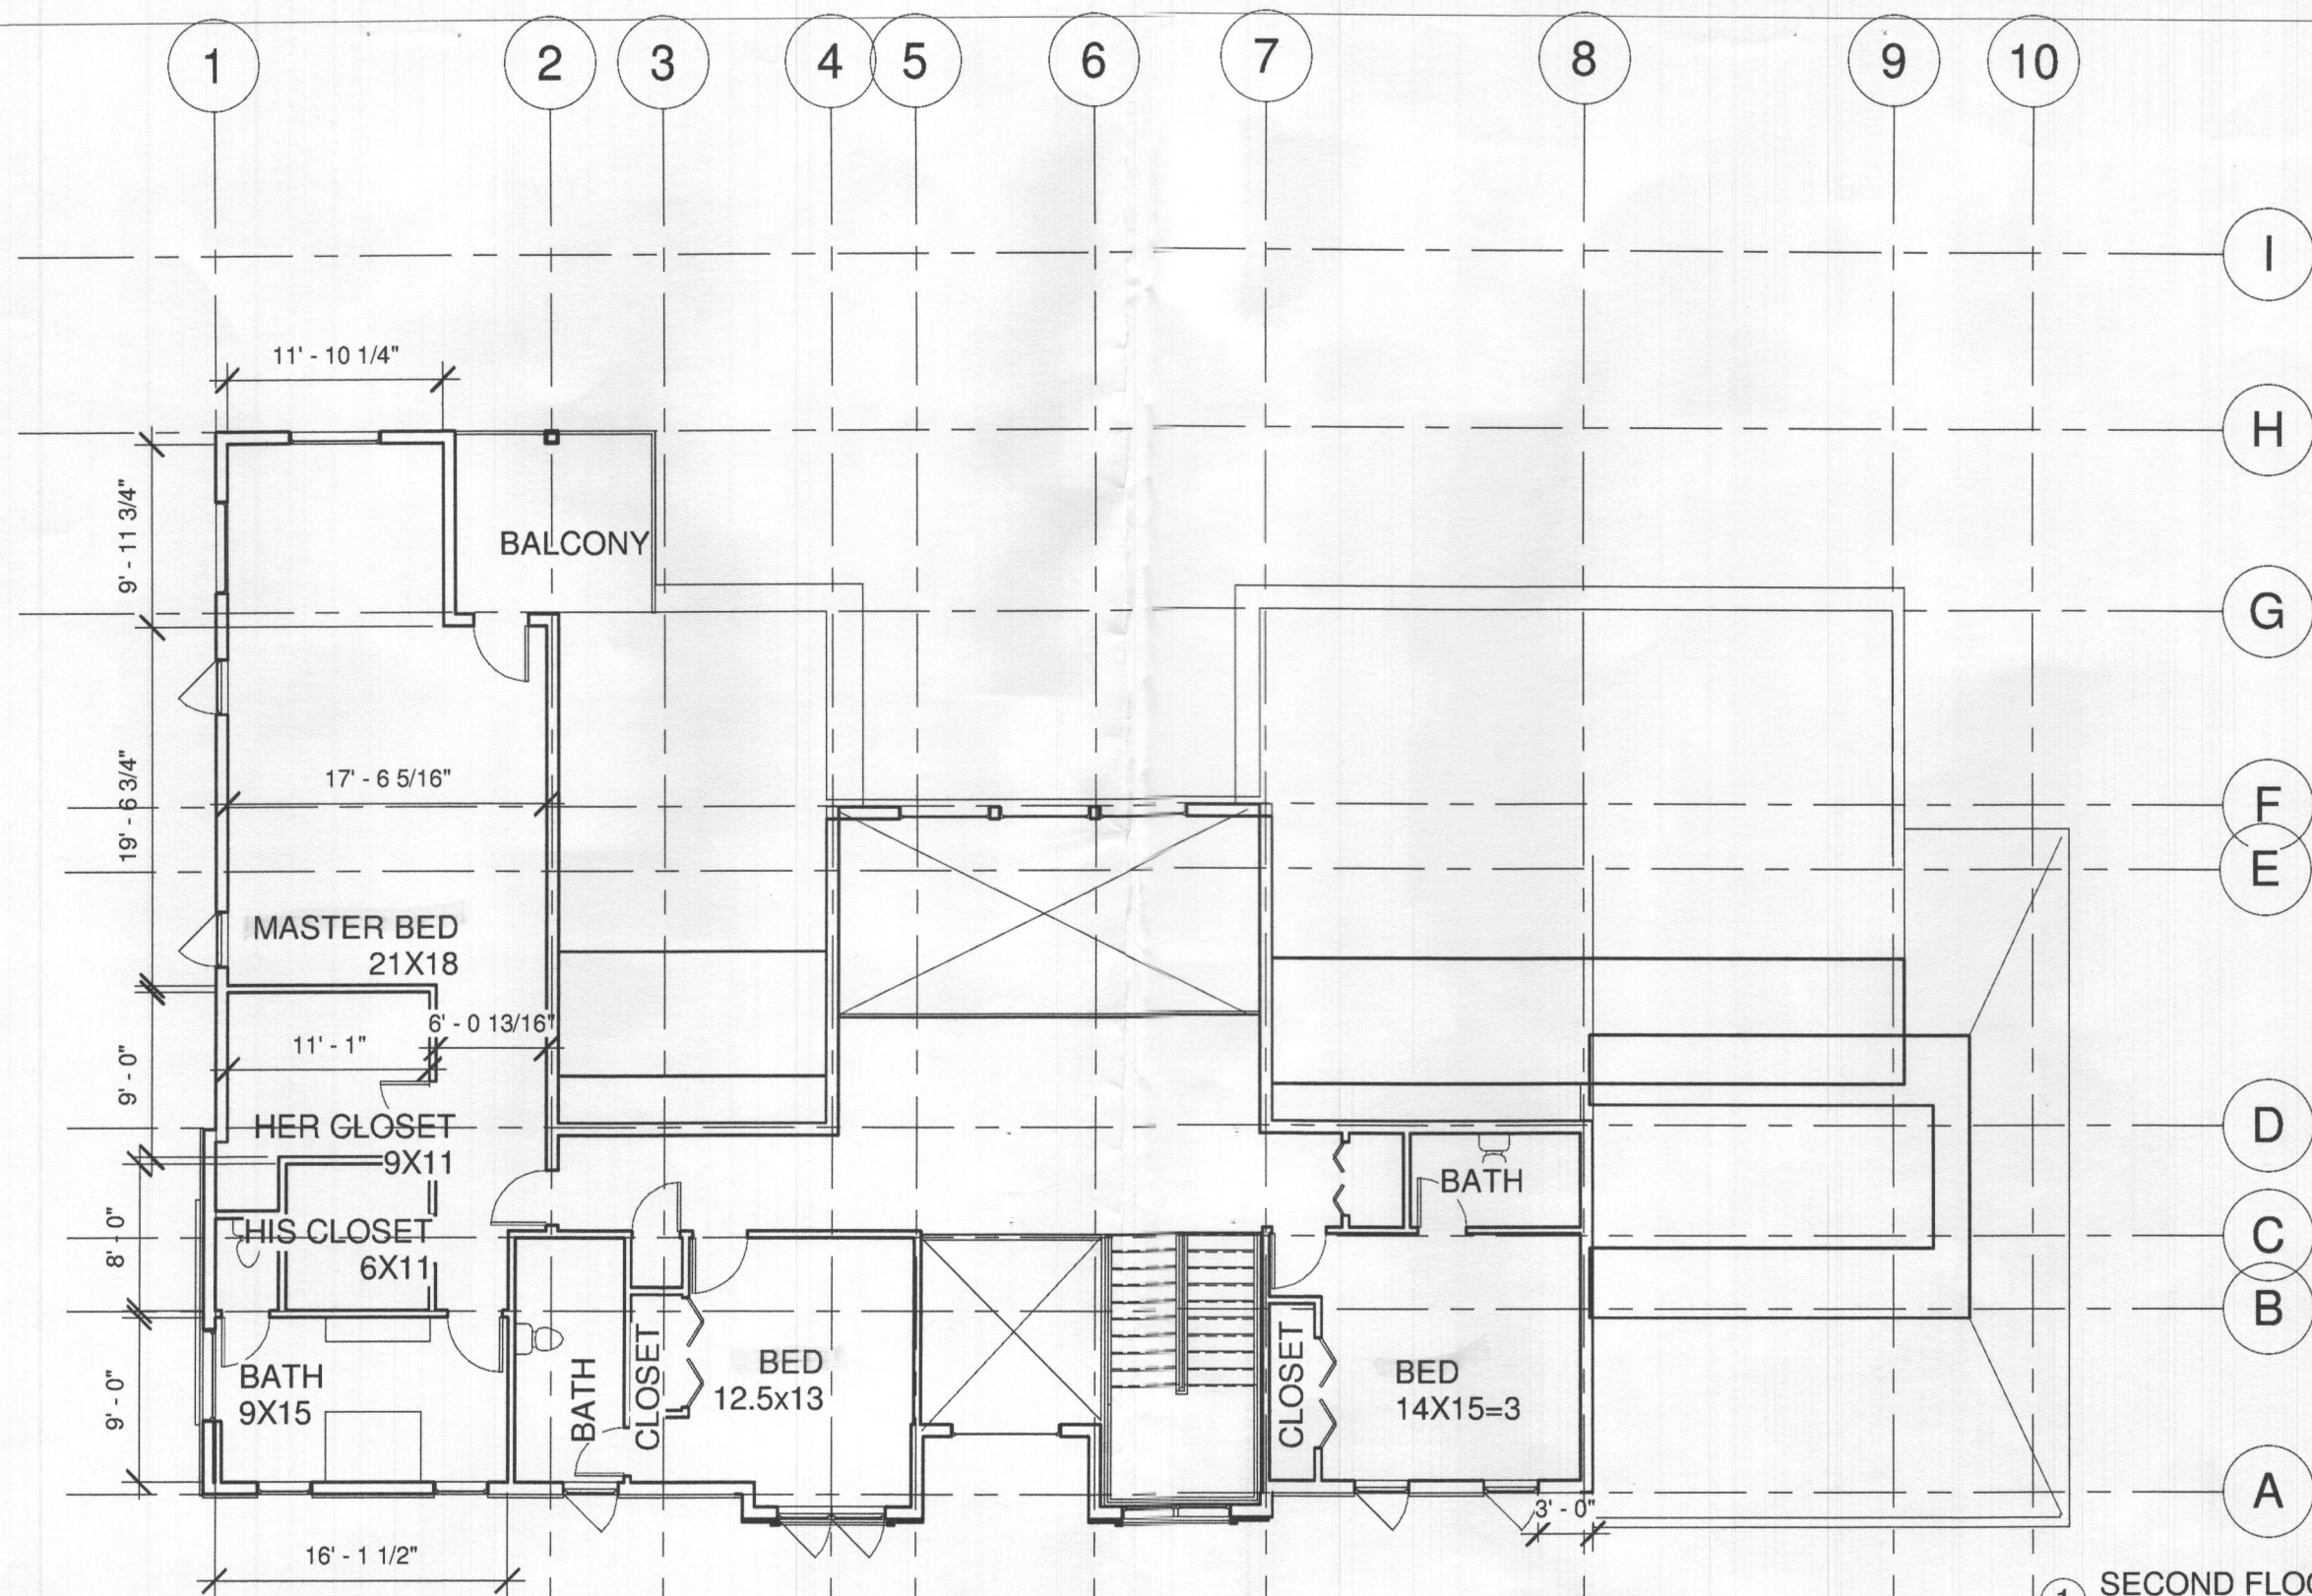 1 2 3 4 5 6 7 8 9 10
I
11' - 10 1/4"
H
9' - 11 3/4"
BALCONY
G
17' - 6 5/16"
19' - 6 3/4"
F
E
MASTER BED
21X18
6' - 0 13/16"
11' - 1"
9' - 0"
HER CLOSET
9X11
D
BATH
8' - 0"
HIS CLOSET
6X11
C
B
BATH
9X15
9' - 0"
BATH
CLOSET
BED
12.5x13
CLOSET
BED
14X15=3
A
3' - 0"
16' - 1 1/2"
1